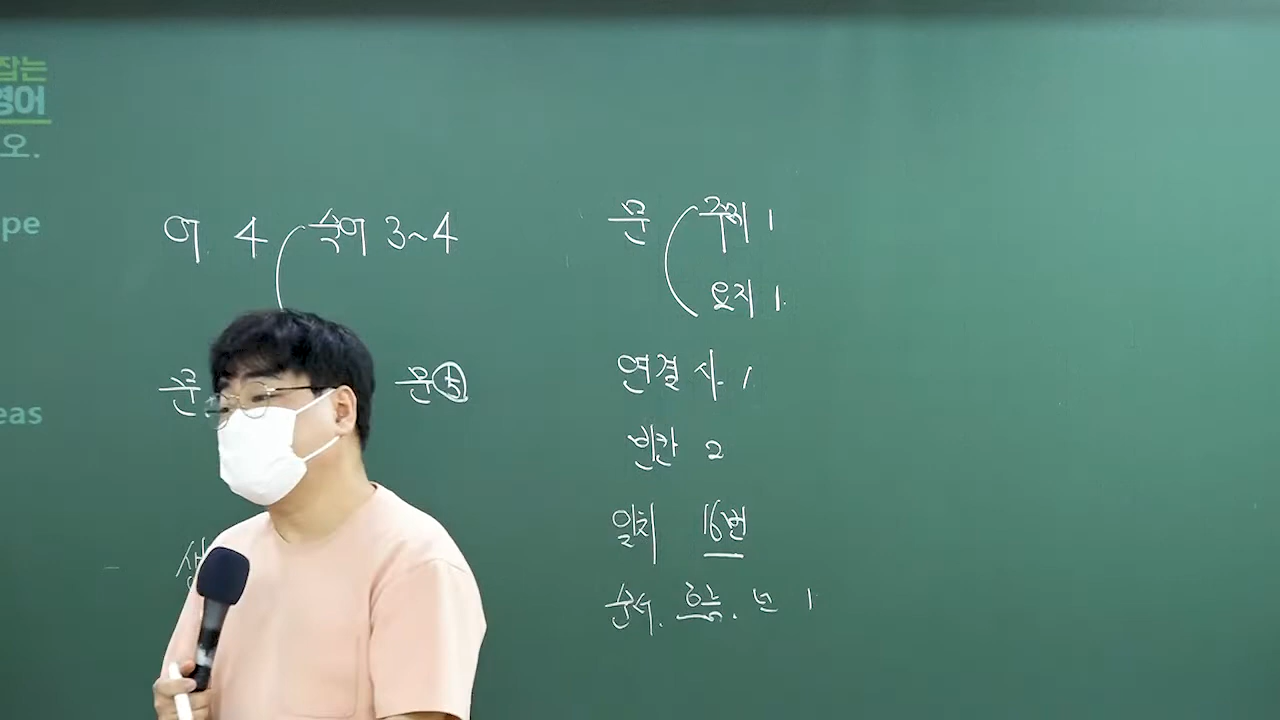 잡는
영어
오.
pe
eas
어. 4 숙어 3~4
문.
문 ⑤
생
문 주제 1
요지 1.
연결사. 1
빈칸 2
일치 16번
순서. 흐름. 1